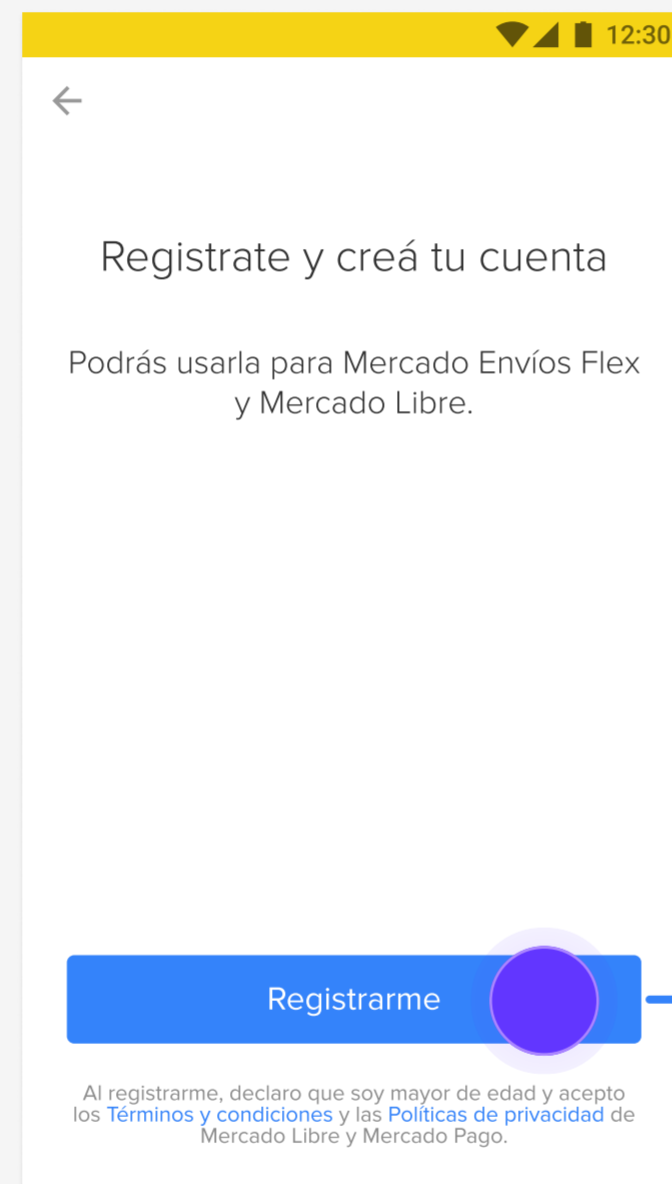 12:30
Registrate y creá tu cuenta
Podrás usarla para Mercado Envíos Flex
y Mercado Libre.
Registrarme
Al registrarme, declaro que soy mayor de edad y acepto
los Términos y condiciones y las Políticas de privacidad de
Mercado Libre y Mercado Pago.